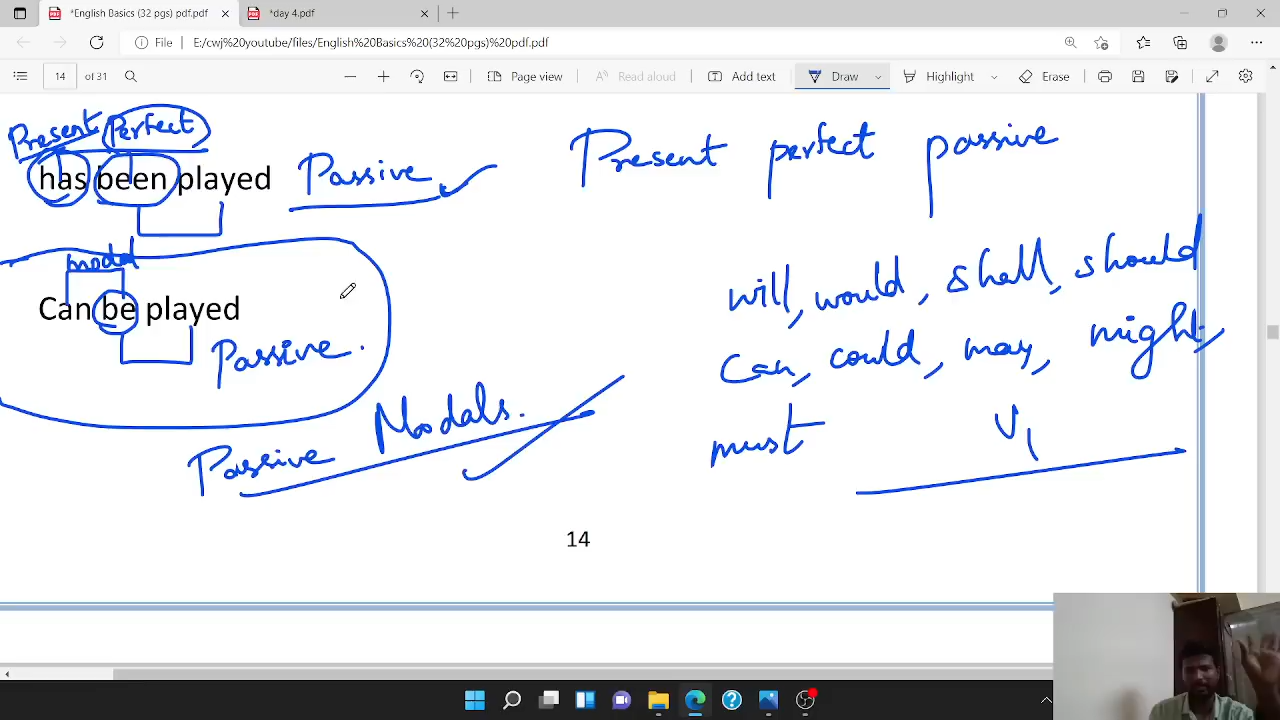 *English Basics (32 pgs) pdf.pdf
*day 4.pdf
File E:/cwj%20youtube/files/English%20Basics%20(32%20pgs)%20pdf.pdf
14 of 31 Page view Read aloud Add text Draw Highlight Erase
Present Perfect
has been played Passive
Present perfect passive
modal
Can be played
Passive.
will, would, shall, should
Can, could, may, might,
must V1
Passive Modals.
14